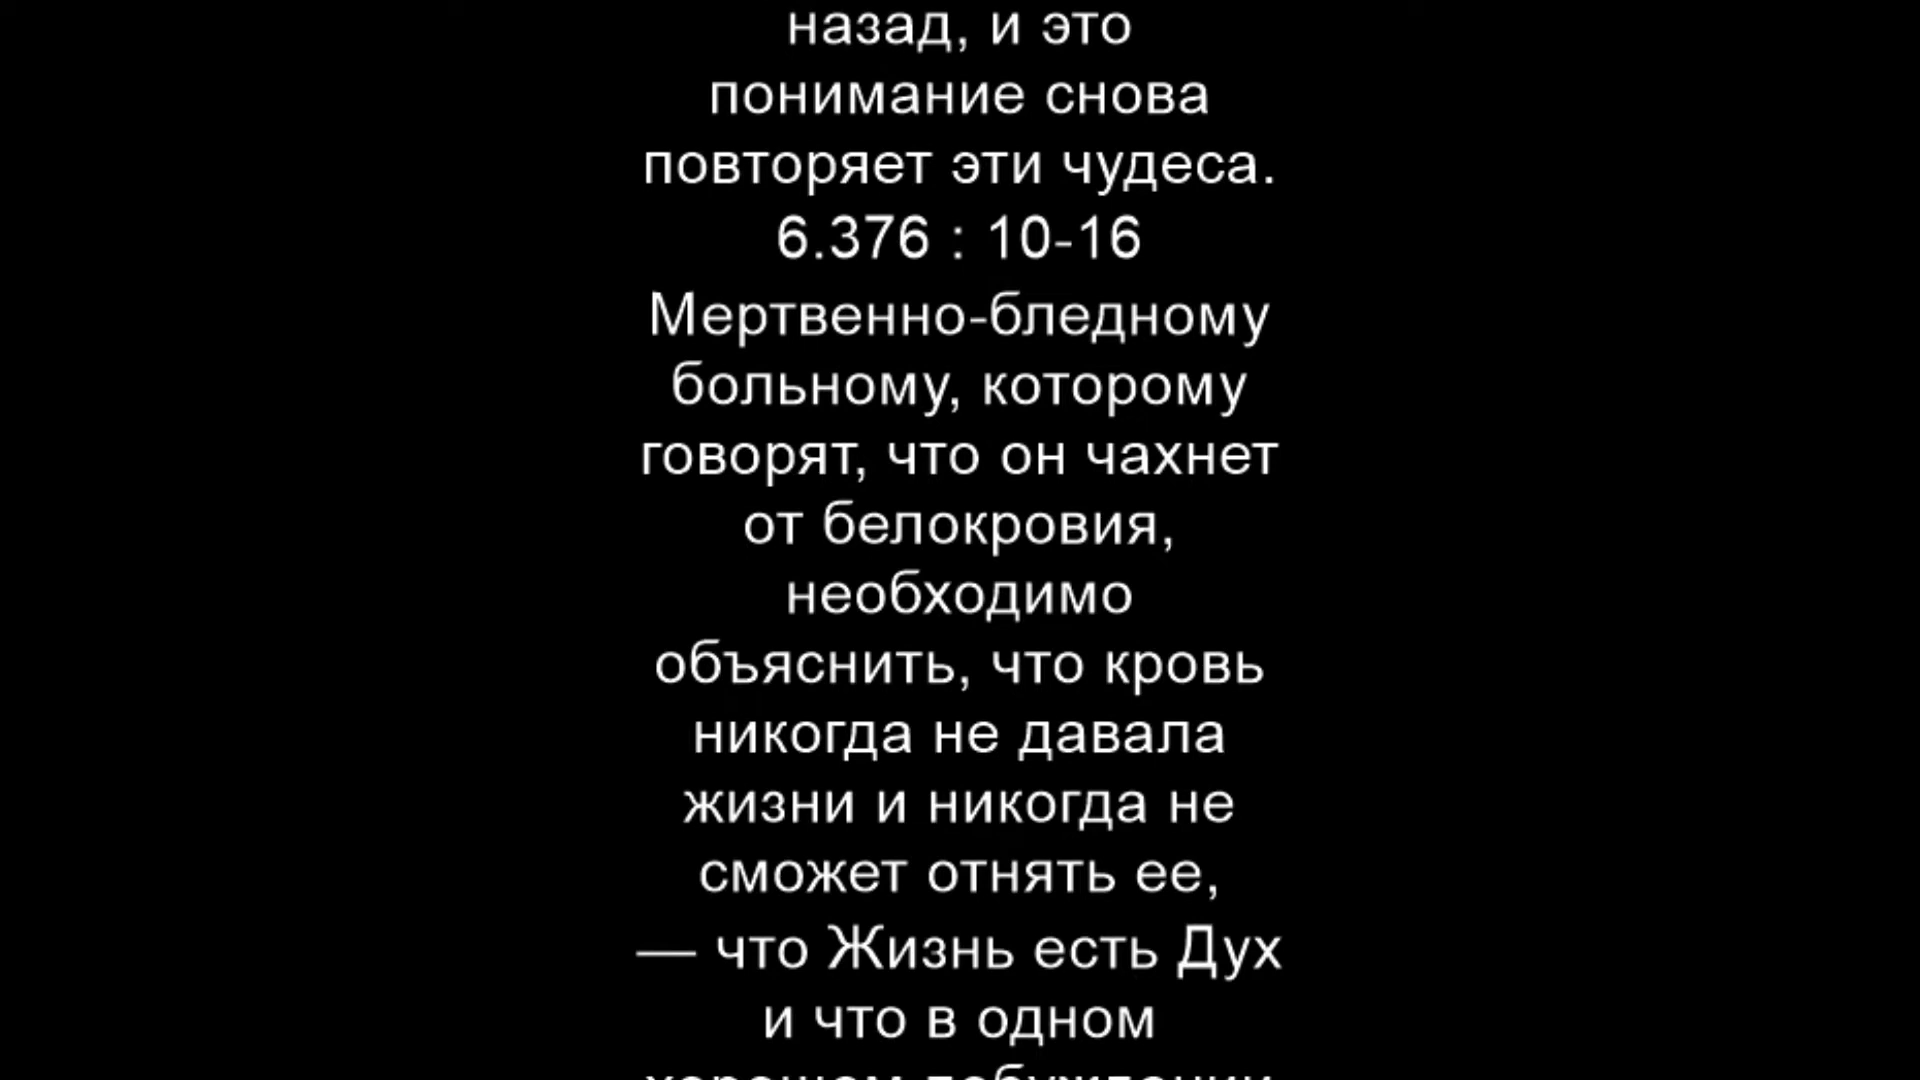 назад, и это
понимание снова
повторяет эти чудеса.
6.376 : 10-16
Мертвенно-бледному
больному, которому
говорят, что он чахнет
от белокровия,
необходимо
объяснить, что кровь
никогда не давала
жизни и никогда не
сможет отнять ее,
— что Жизнь есть Дух
и что в одном